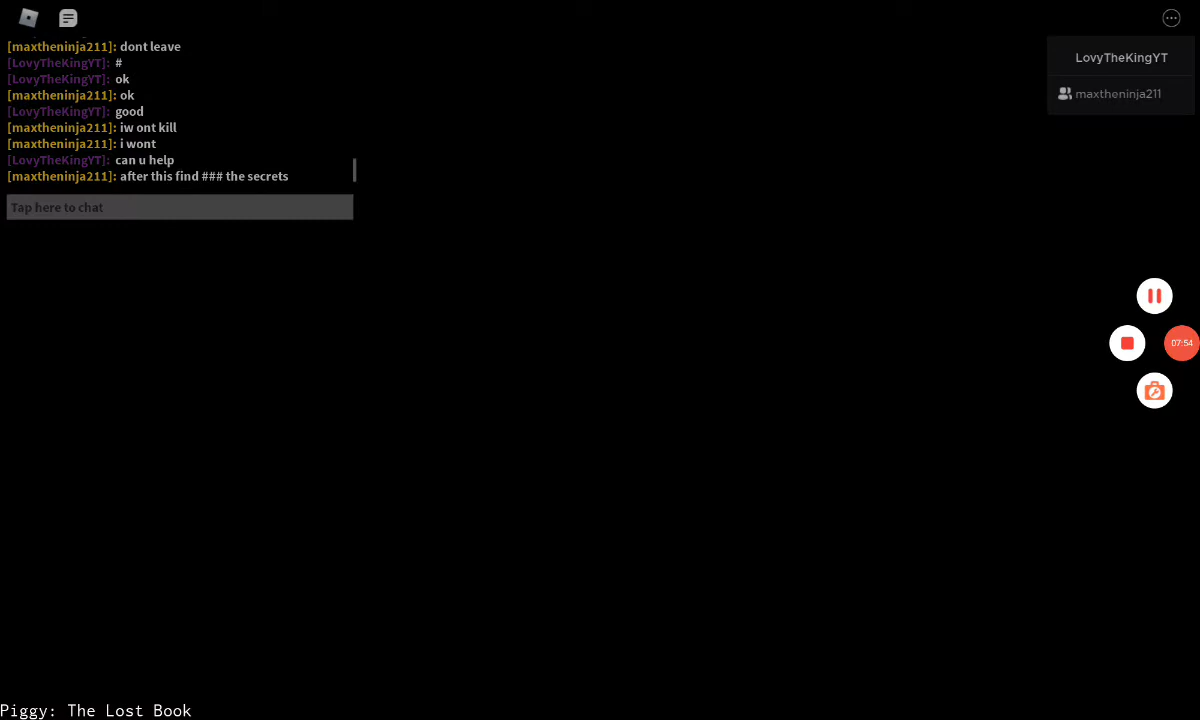 [maxtheninja211]: dont leave
[LovyTheKingYT]: #
[LovyTheKingYT]: ok
[maxtheninja211]: ok
[LovyTheKingYT]: good
[maxtheninja211]: iw ont kill
[maxtheninja211]: i wont
[LovyTheKingYT]: can u help
[maxtheninja211]: after this find ### the secrets
Tap here to chat
LovyTheKingYT
maxtheninja211
07:54
Piggy: The Lost Book